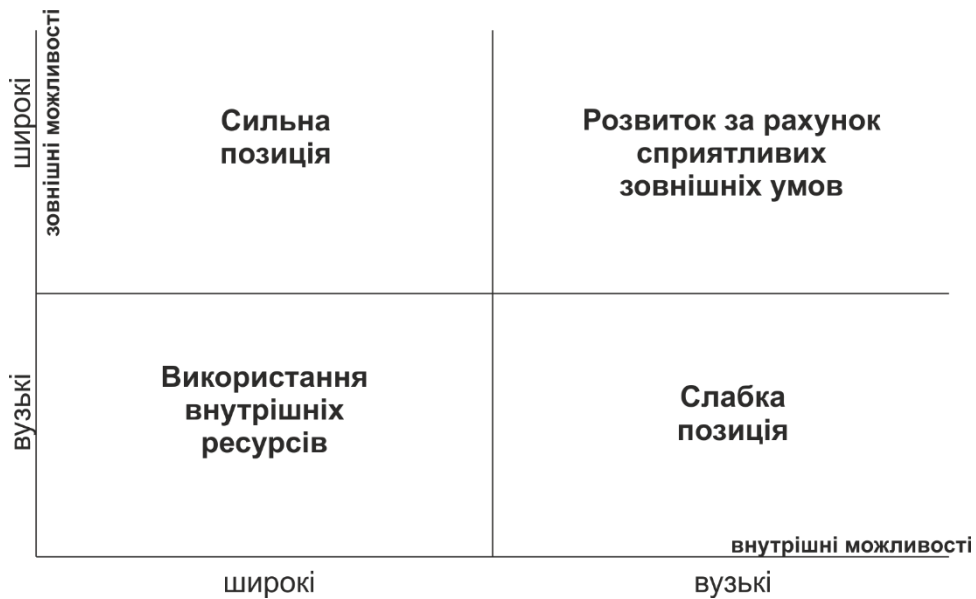 широкі
зовнішні можливості
Сильна
позиція
Розвиток за рахунок
сприятливих
зовнішніх умов
вузькі
Використання
внутрішніх
ресурсів
Слабка
позиція
внутрішні можливості
широкі
вузькі